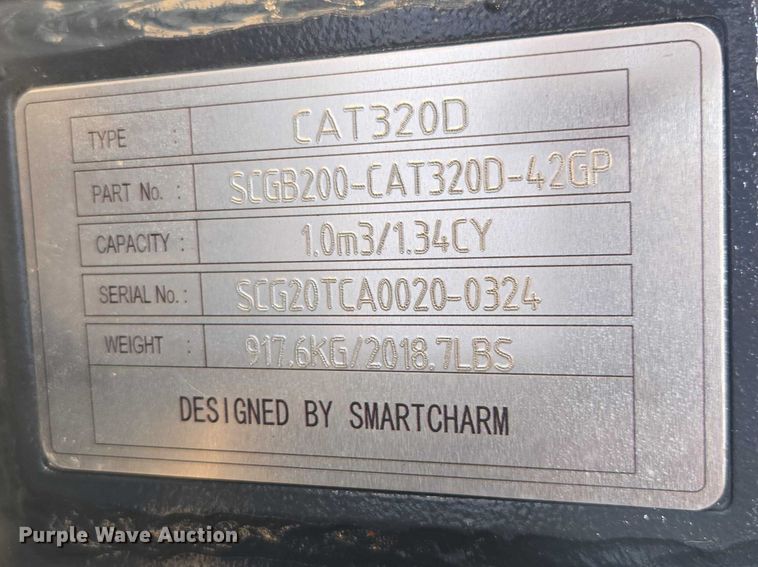 TYPE : CAT320D
PART No. : SCGB200-CAT320D-42GP
CAPACITY : 1.0m3/1.34CY
SERIAL No. : SCG20TCA0020-0324
WEIGHT : 917.6KG/2018.7LBS
DESIGNED BY SMARTCHARM
Purple Wave Auction